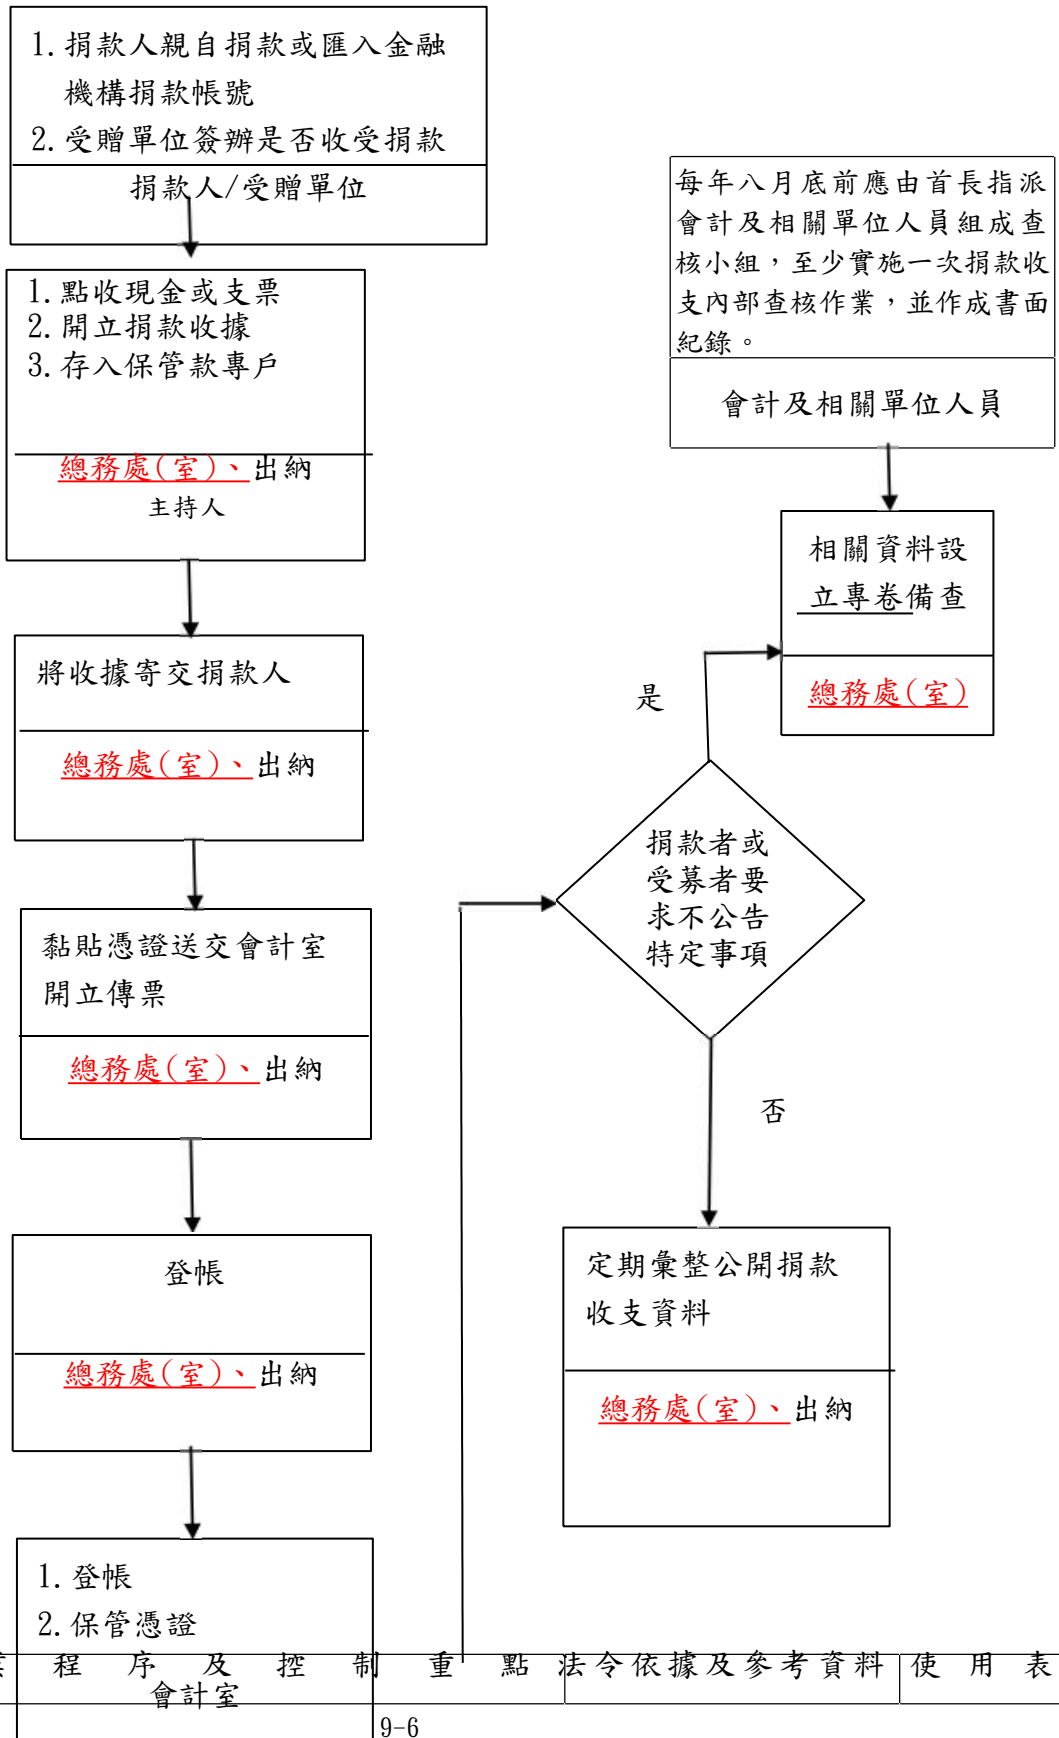 1.捐款人親自捐款或匯入金融
機構捐款帳號
2.受贈單位簽辦是否收受捐款
捐款人/受贈單位
1.點收現金或支票
2.開立捐款收據
3.存入保管款專戶
總務處(室)、出納
主持人
將收據寄交捐款人
總務處(室)、出納
黏貼憑證送交會計室
開立傳票
總務處(室)、出納
登帳
總務處(室)、出納
1.登帳
2.保管憑證
會計室
每年八月底前應由首長指派
會計及相關單位人員組成查
核小組，至少實施一次捐款收
支內部查核作業，並作成書面
紀錄。
會計及相關單位人員
相關資料設
立專卷備查
總務處(室)
是
捐款者或
受募者要
求不公告
特定事項
否
定期彙整公開捐款
收支資料
總務處(室)、出納
程序及控制重點 法令依據及參考資料 使用表
9-6